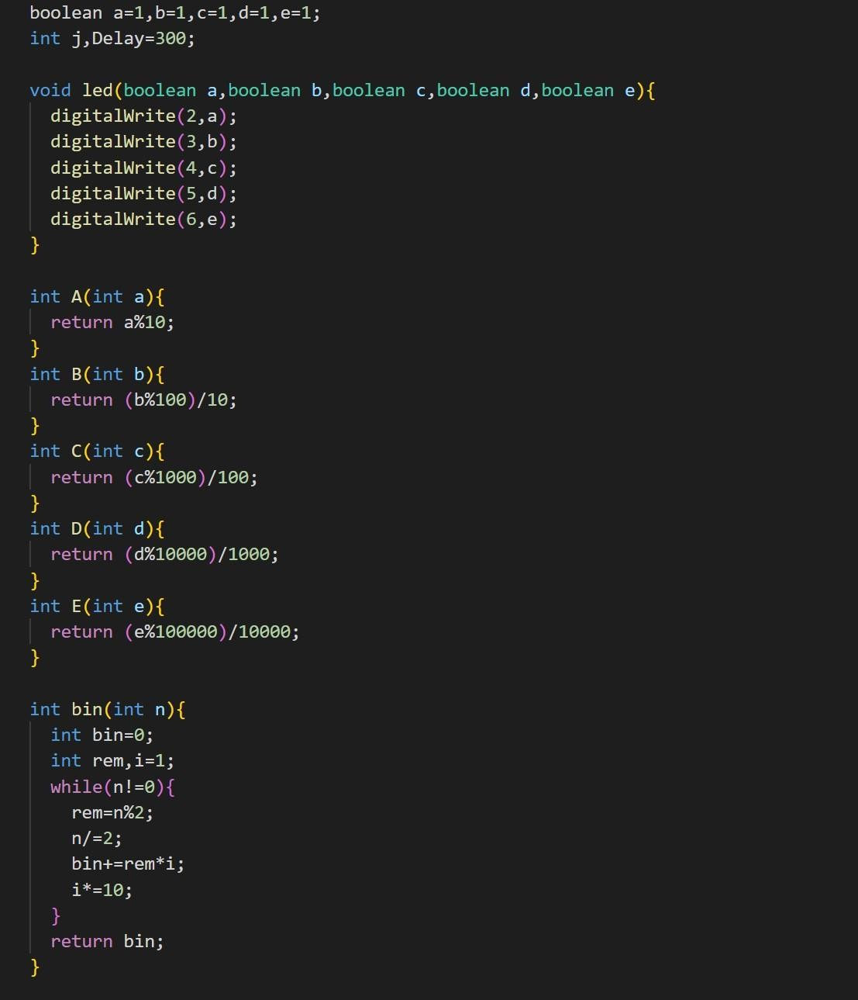 boolean a=1,b=1,c=1,d=1,e=1;
int j,Delay=300;

void led(boolean a,boolean b,boolean c,boolean d,boolean e){
  digitalWrite(2,a);
  digitalWrite(3,b);
  digitalWrite(4,c);
  digitalWrite(5,d);
  digitalWrite(6,e);
}

int A(int a){
  return a%10;
}
int B(int b){
  return (b%100)/10;
}
int C(int c){
  return (c%1000)/100;
}
int D(int d){
  return (d%10000)/1000;
}
int E(int e){
  return (e%100000)/10000;
}

int bin(int n){
  int bin=0;
  int rem,i=1;
  while(n!=0){
    rem=n%2;
    n/=2;
    bin+=rem*i;
    i*=10;
  }
  return bin;
}